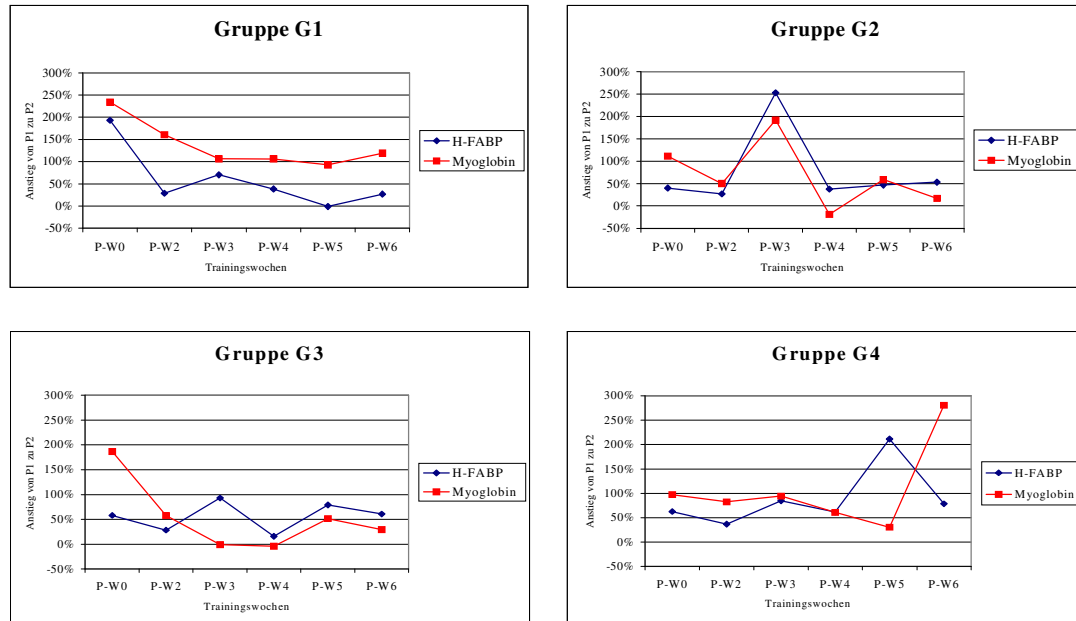 Gruppe G1
Anstieg von P1 zu P2
300%
250%
200%
150%
100%
50%
0%
-50%
P-W0 P-W2 P-W3 P-W4 P-W5 P-W6
Trainingswochen
H-FABP
Myoglobin
Gruppe G2
Anstieg von P1 zu P2
300%
250%
200%
150%
100%
50%
0%
-50%
P-W0 P-W2 P-W3 P-W4 P-W5 P-W6
Trainingswochen
H-FABP
Myoglobin
Gruppe G3
Anstieg von P1 zu P2
300%
250%
200%
150%
100%
50%
0%
-50%
P-W0 P-W2 P-W3 P-W4 P-W5 P-W6
Trainingswochen
H-FABP
Myoglobin
Gruppe G4
Anstieg von P1 zu P2
300%
250%
200%
150%
100%
50%
0%
-50%
P-W0 P-W2 P-W3 P-W4 P-W5 P-W6
Trainingswochen
H-FABP
Myoglobin